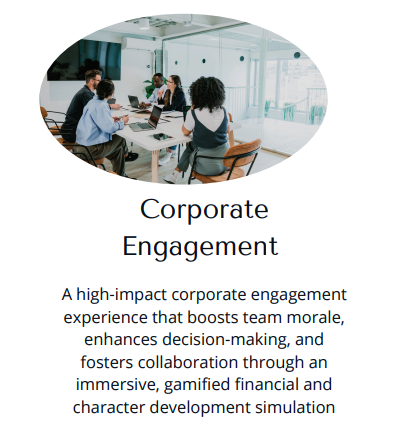 Corporate
Engagement
A high-impact corporate engagement
experience that boosts team morale,
enhances decision-making, and
fosters collaboration through an
immersive, gamified financial and
character development simulation